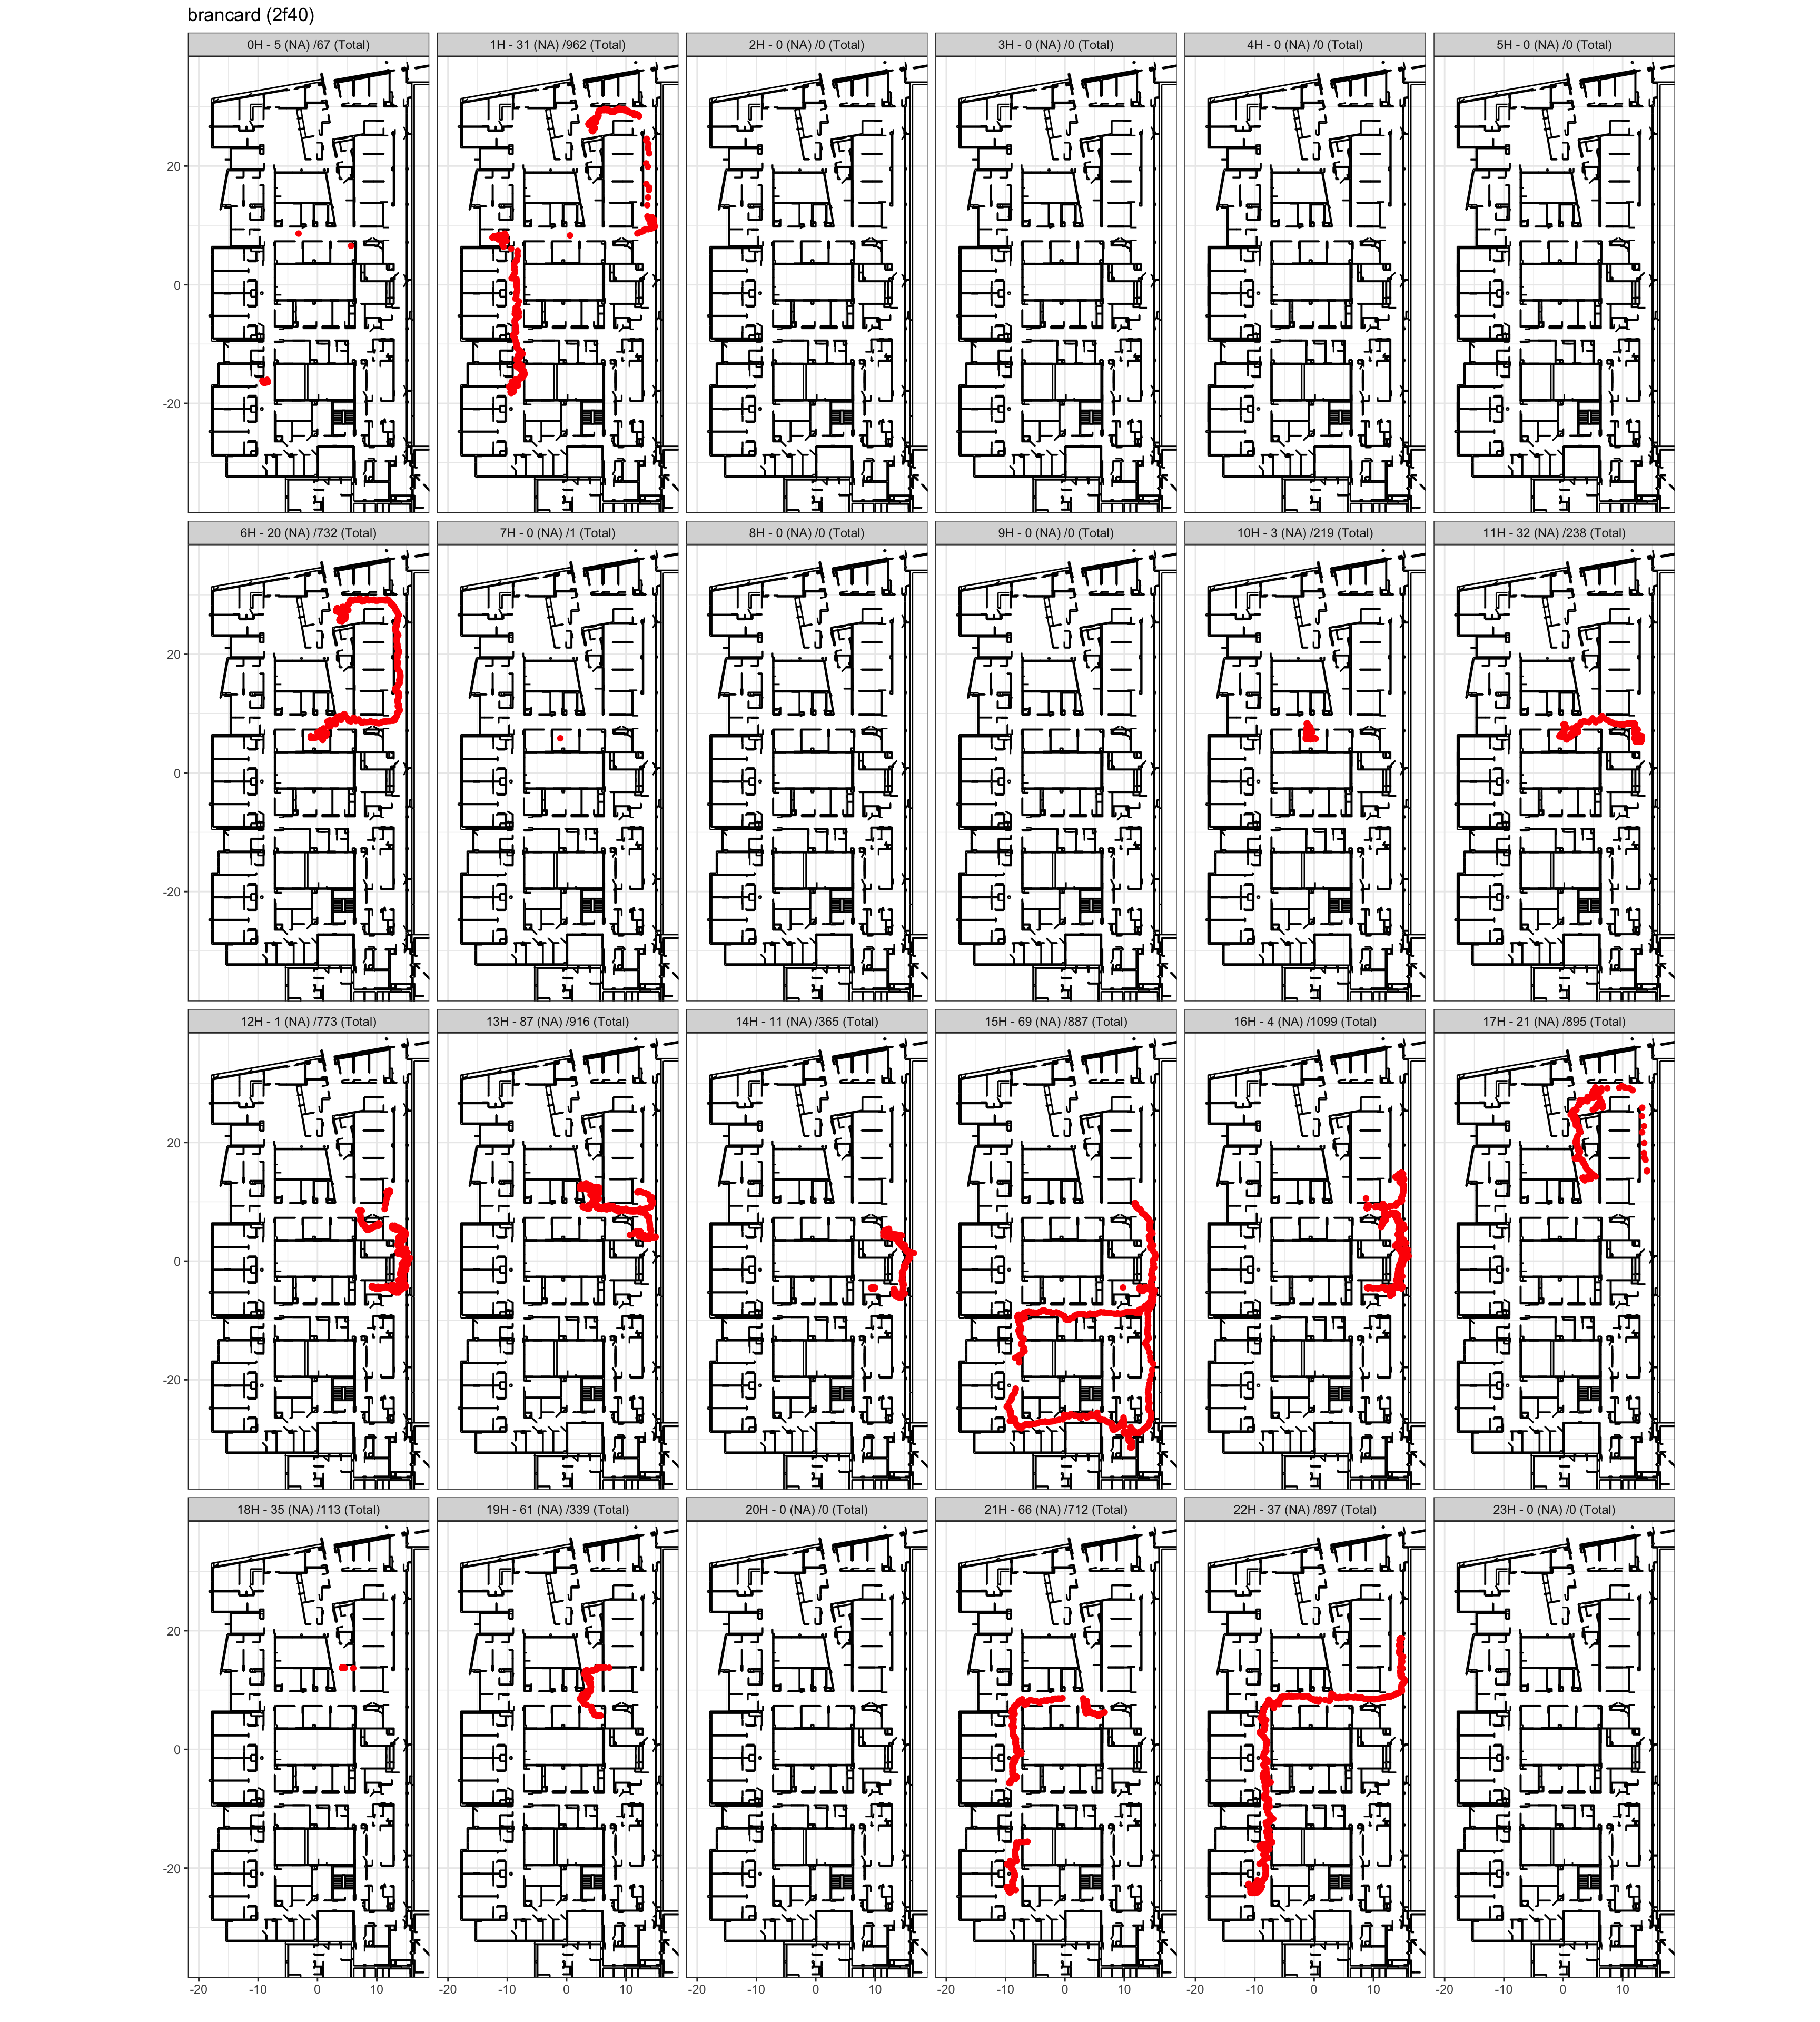 brancard (2f40)
0H - 5 (NA) /67 (Total)
1H - 31 (NA) /962 (Total)
2H - 0 (NA) /0 (Total)
3H - 0 (NA) /0 (Total)
4H - 0 (NA) /0 (Total)
5H - 0 (NA) /0 (Total)
20
0
-20
6H - 20 (NA) /732 (Total)
7H - 0 (NA) /1 (Total)
8H - 0 (NA) /0 (Total)
9H - 0 (NA) /0 (Total)
10H - 3 (NA) /219 (Total)
11H - 32 (NA) /238 (Total)
20
0
-20
12H - 1 (NA) /773 (Total)
13H - 87 (NA) /916 (Total)
14H - 11 (NA) /365 (Total)
15H - 69 (NA) /887 (Total)
16H - 4 (NA) /1099 (Total)
17H - 21 (NA) /895 (Total)
20
0
-20
18H - 35 (NA) /113 (Total)
19H - 61 (NA) /339 (Total)
20H - 0 (NA) /0 (Total)
21H - 66 (NA) /712 (Total)
22H - 37 (NA) /897 (Total)
23H - 0 (NA) /0 (Total)
20
0
-20
-20 -10 0 10 -20 -10 0 10 -20 -10 0 10 -20 -10 0 10 -20 -10 0 10 -20 -10 0 10